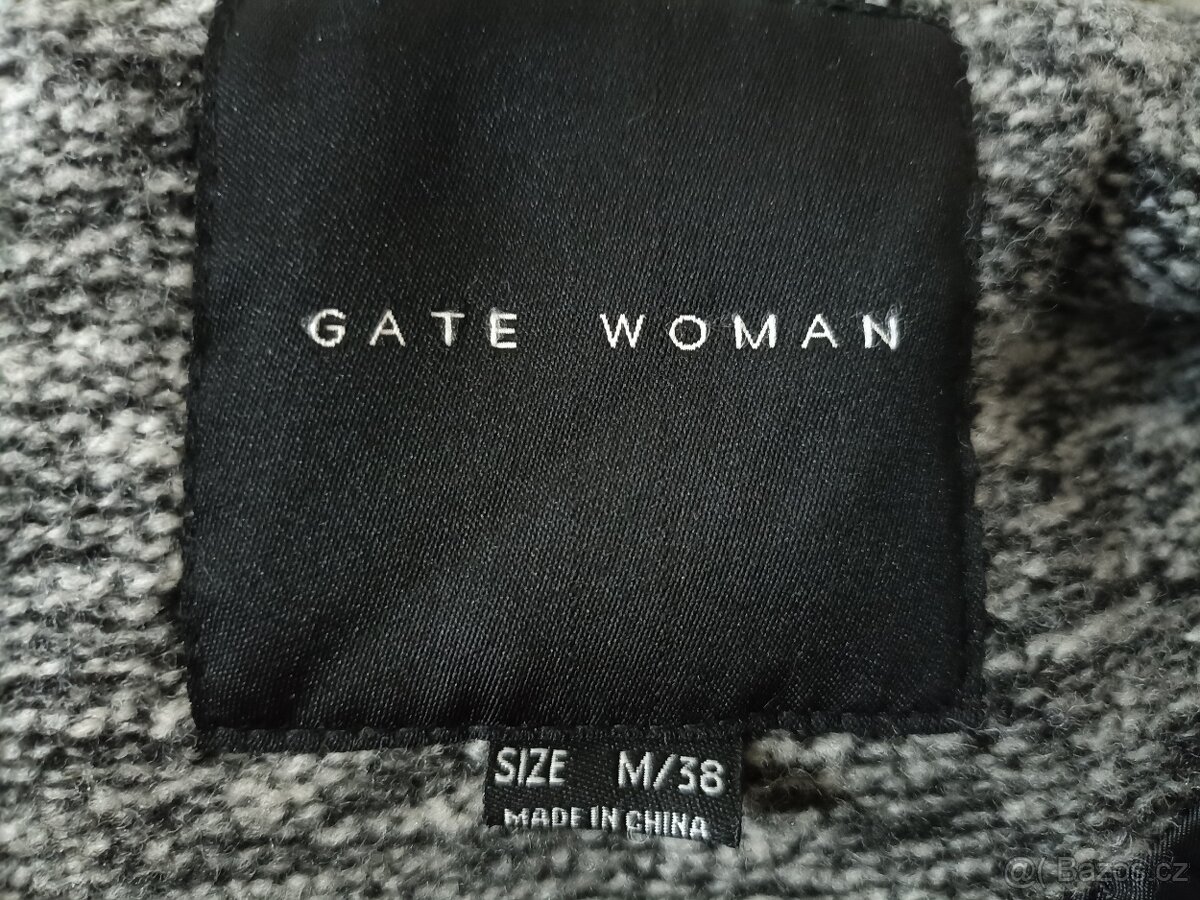 GATE WOMAN
SIZE M/38
MADE IN CHINA
@( Bazos.cz